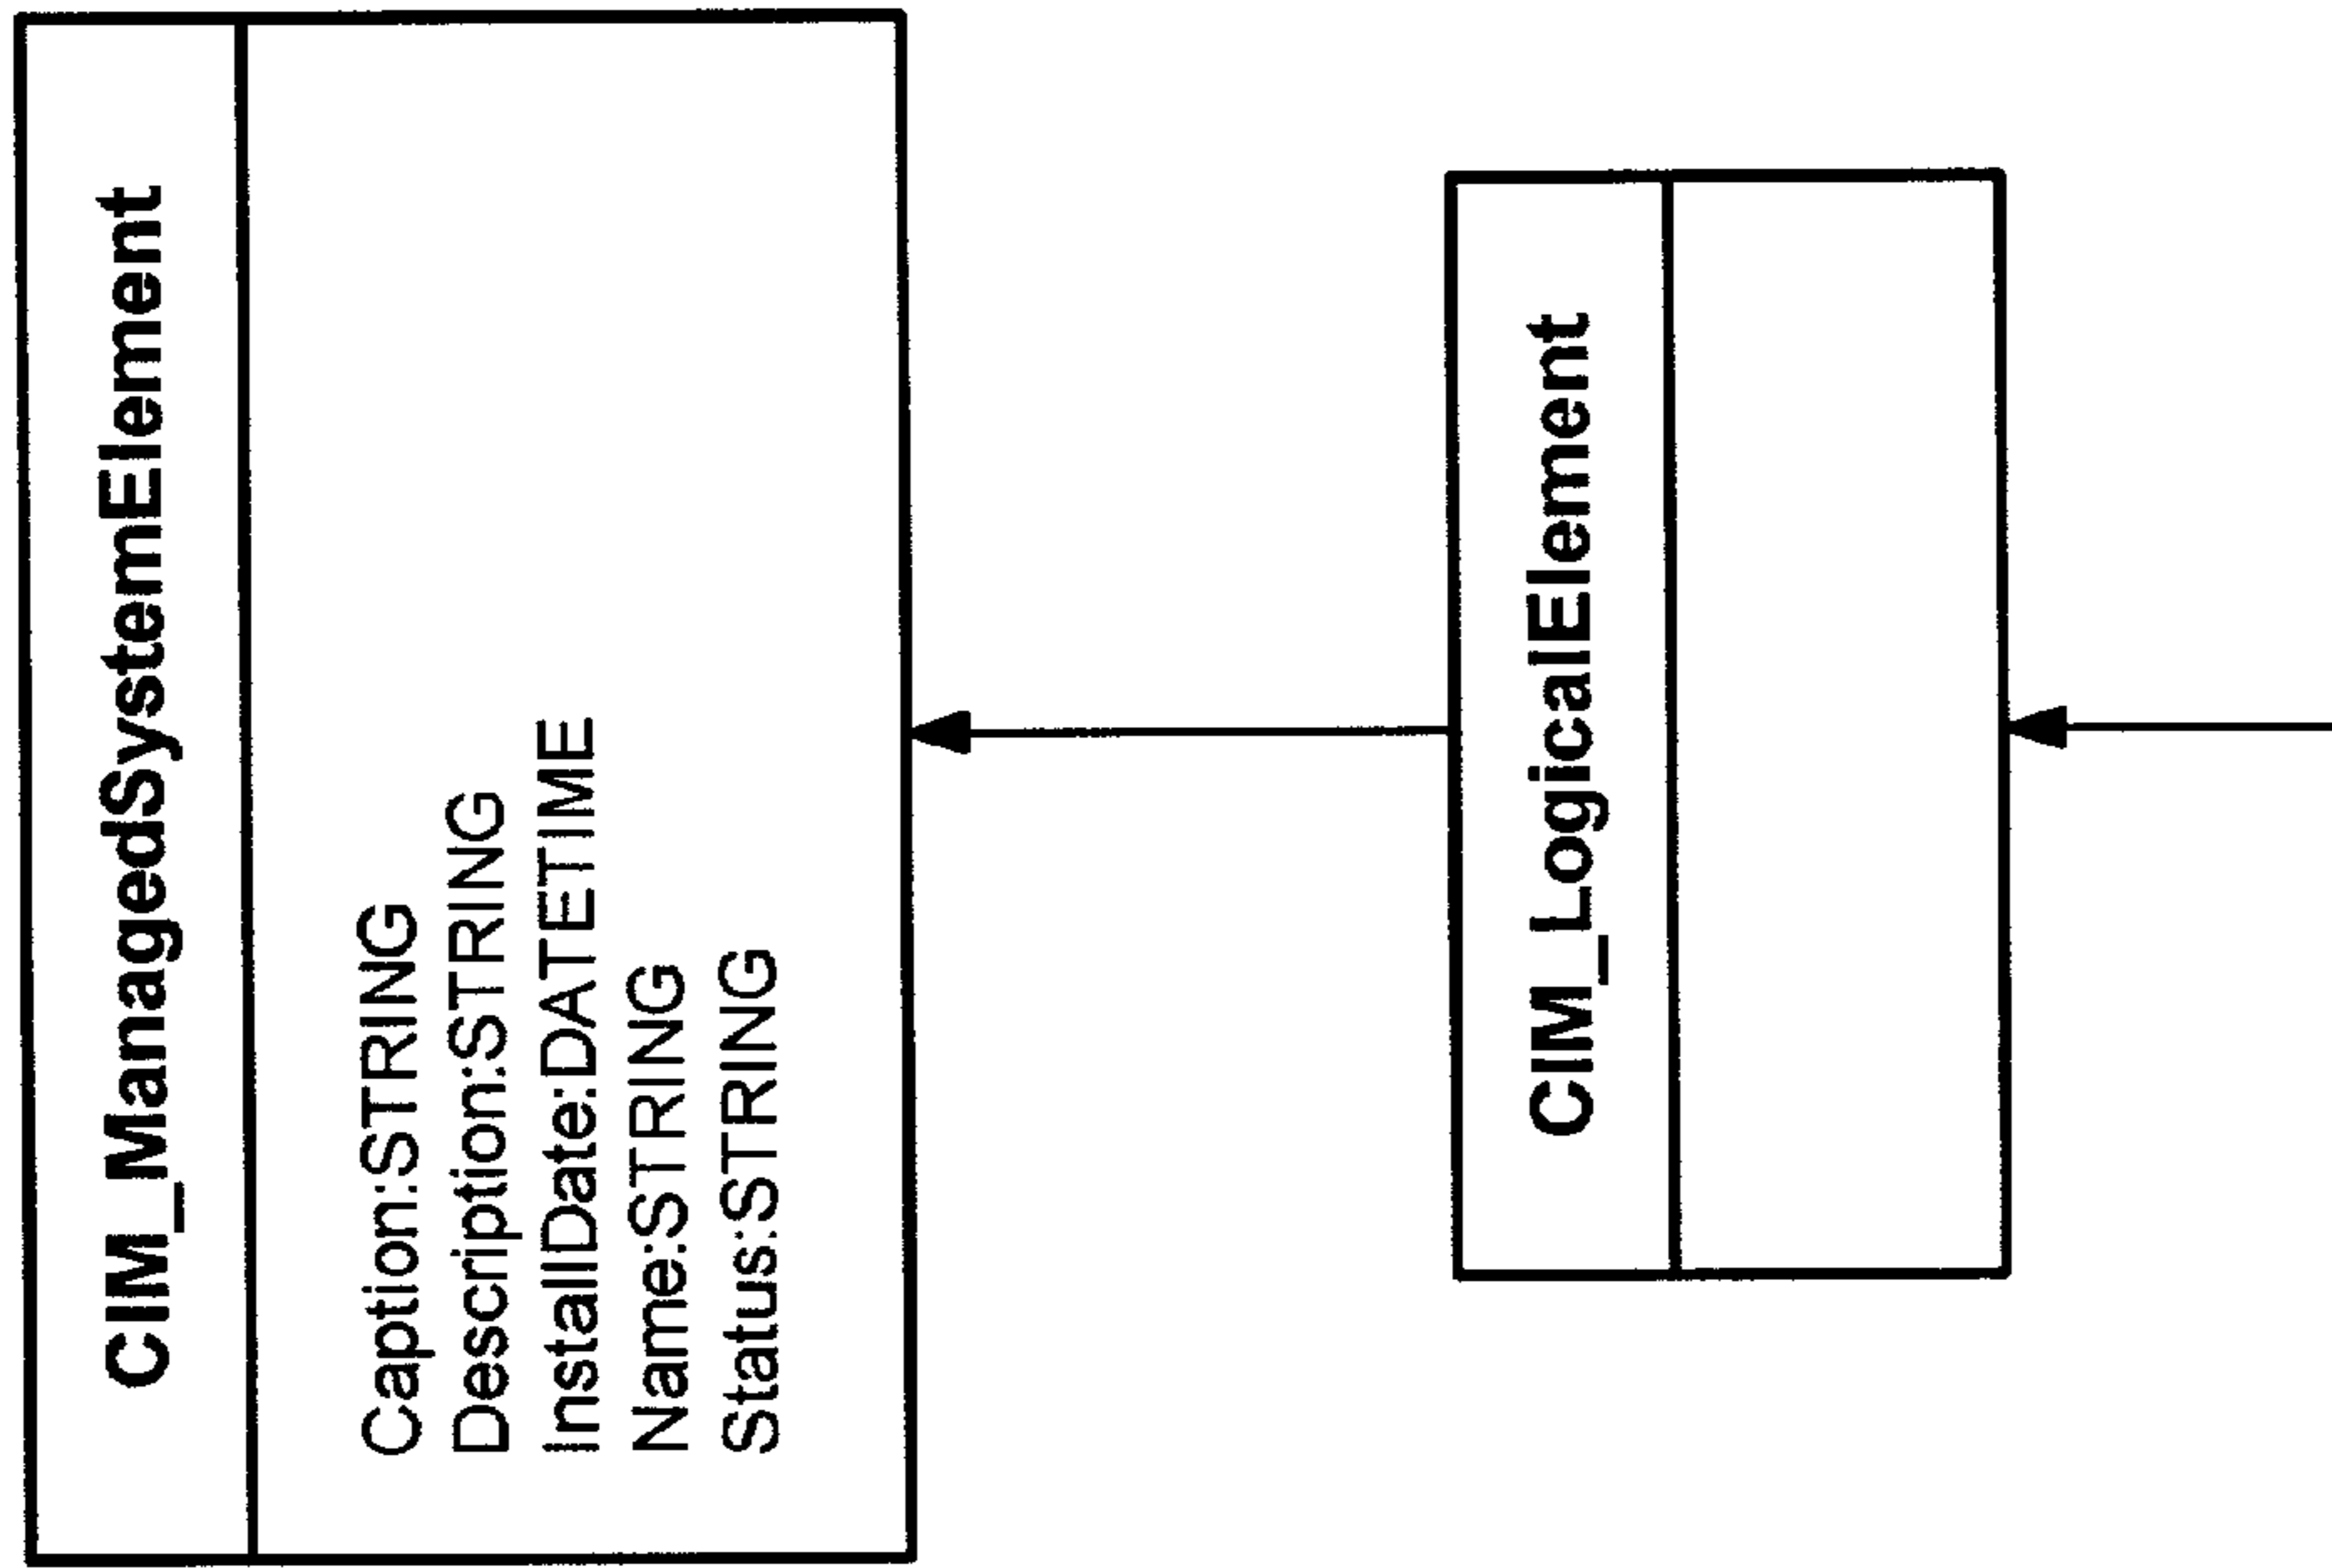 CIM_ManagedSystemElement
Caption:STRING
Description:STRING
InstallDate:DATETIME
Name:STRING
Status:STRING
CIM_LogicalElement